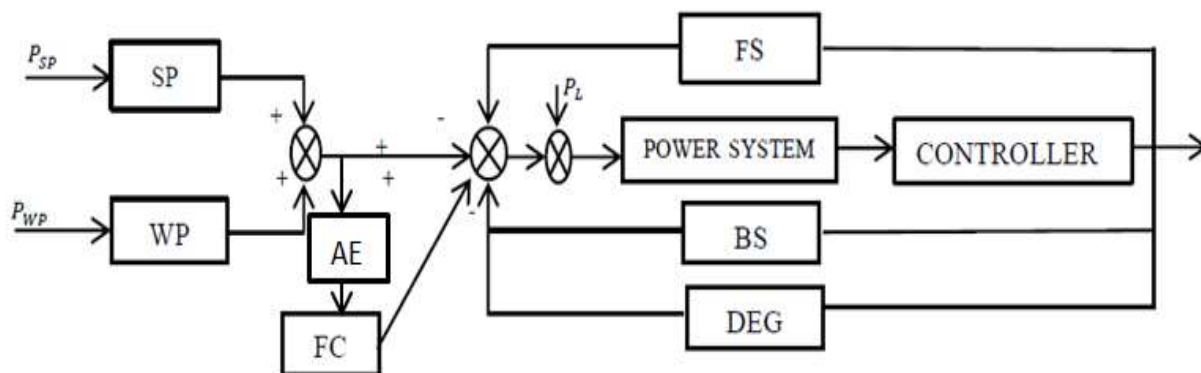 FS
P_SP
SP
P_L
+
-
+
POWER SYSTEM
CONTROLLER
+
+
P_WP
WP
-
AE
BS
FC
DEG